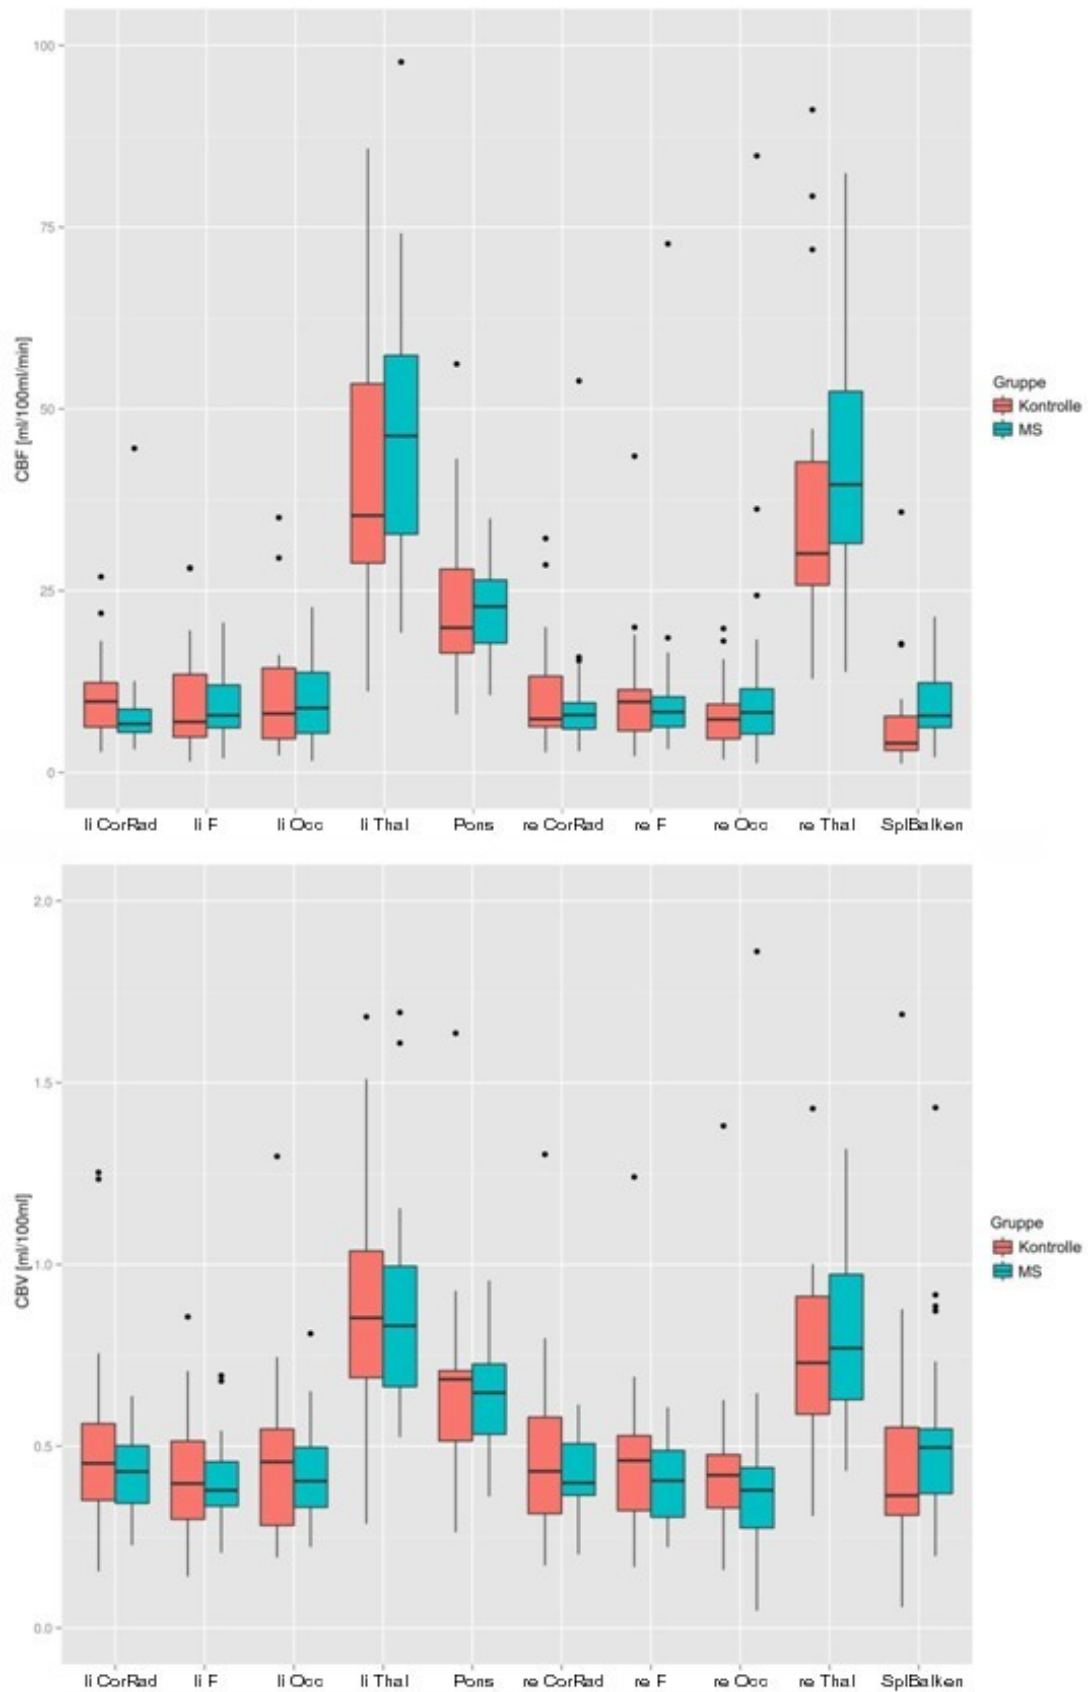 100
75
50
25
0
CBF [ml/100ml/min]
Gruppe
Kontrolle
MS
li CorRad li F li Occ li Thal Pons re CorRad re F re Occ re Thal SplBalken
2.0
1.5
1.0
0.5
0.0
CBV [ml/100ml]
Gruppe
Kontrolle
MS
li CorRad li F li Occ li Thal Pons re CorRad re F re Occ re Thal SplBalken